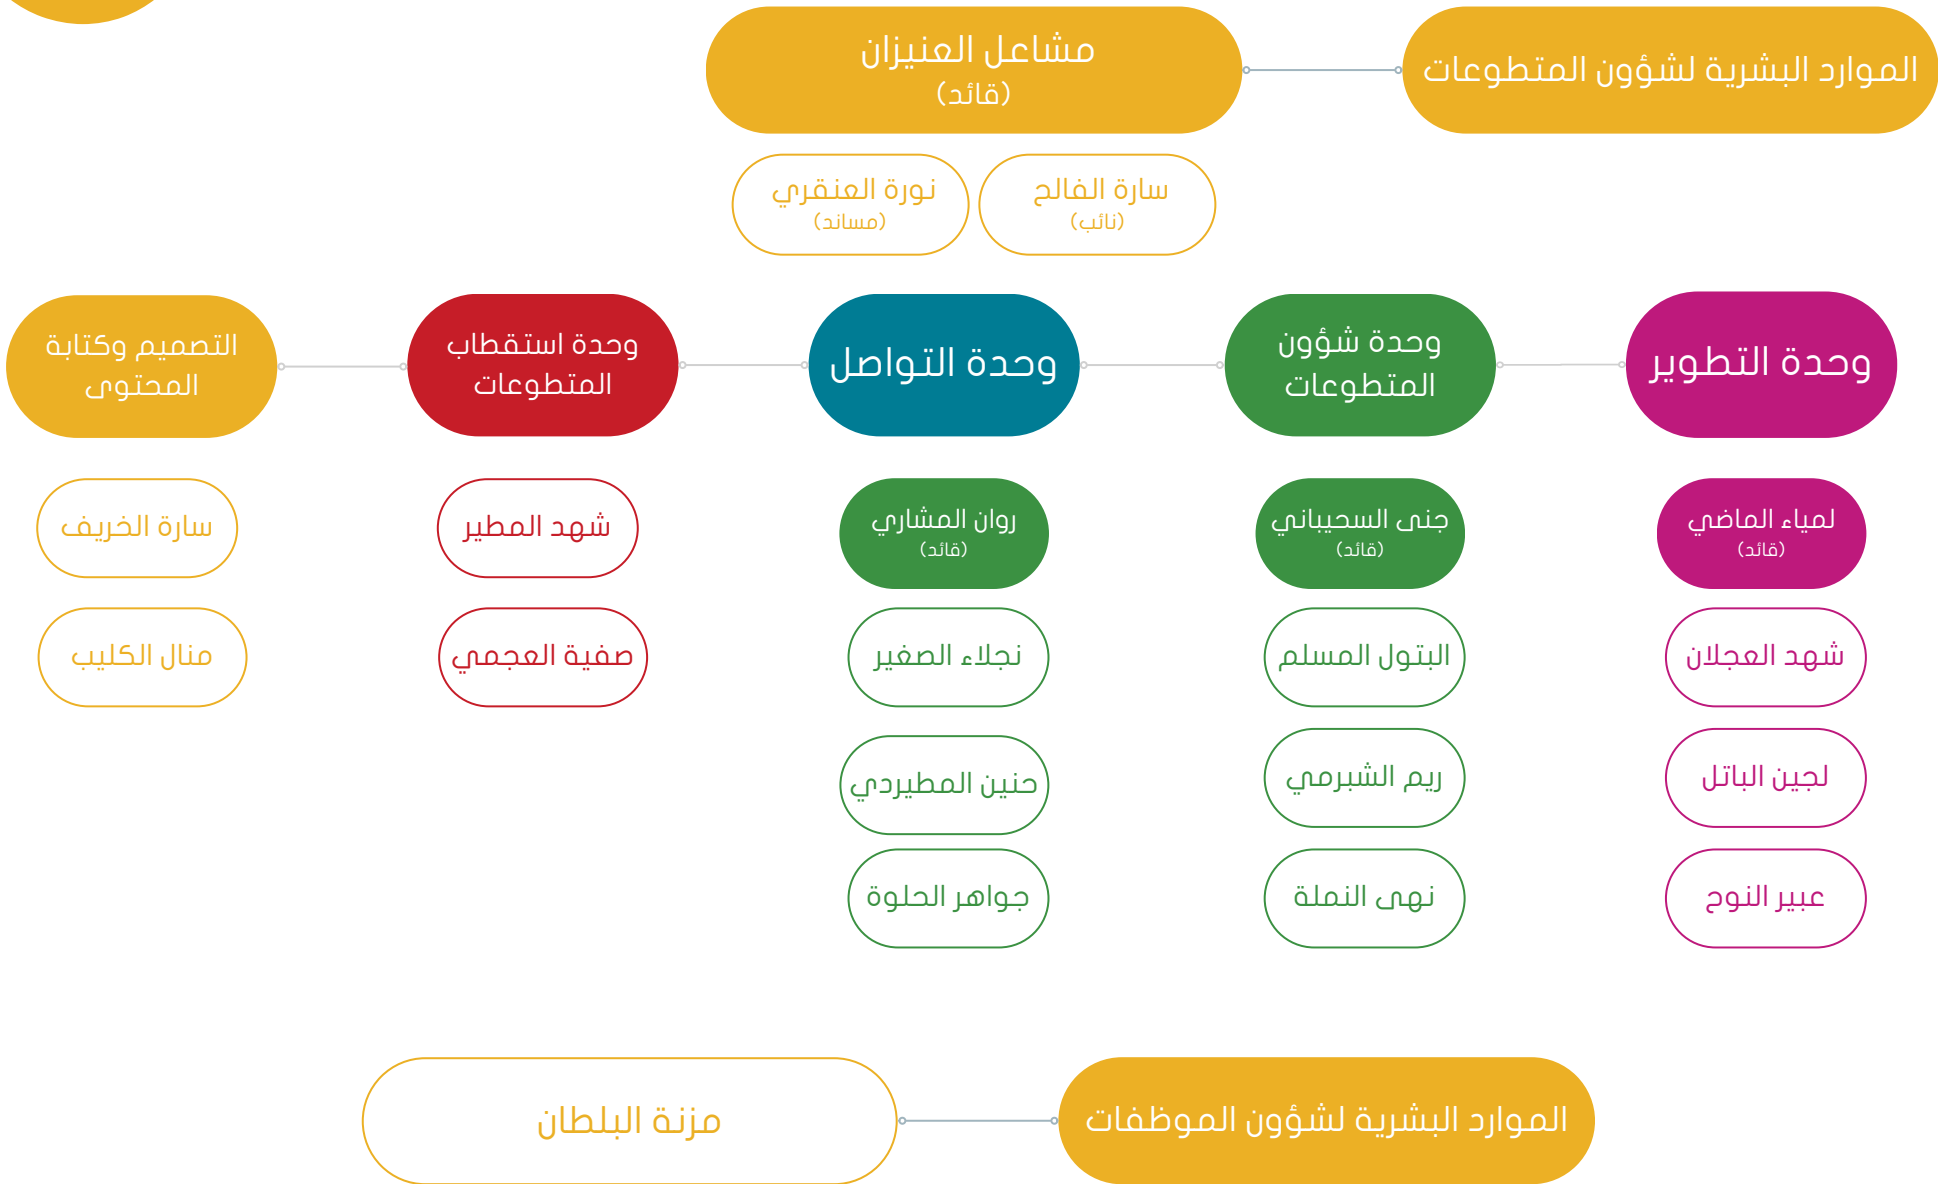 الموارد البشرية لشؤون المتطوعات
مشاعل العنيزان
(قائد)
سارة الفالح
(نائب)
نورة العنقري
(مساند)
وحدة التطوير
وحدة شؤون
المتطوعات
وحدة التواصل
وحدة استقطاب
المتطوعات
التصميم وكتابة
المحتوى
لمياء الماضي
(قائد)
جنى السحيباني
(قائد)
روان المشاري
(قائد)
شهد المطير
سارة الخريف
شهد العجلان
البتول المسلم
نجلاء الصغير
صفية العجمي
منال الكليب
لجين الباتل
ريم الشبرمي
حنين المطيردي
عبير النوح
نهى النملة
جواهر الحلوة
الموارد البشرية لشؤون الموظفات
مزنة البلطان